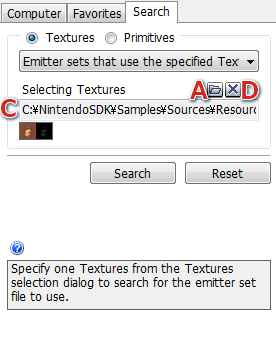 Computer Favorites Search
Textures Primitives
Emitter sets that use the specified Tex
Selecting Textures A D
C C:¥NintendoSDK¥Samples¥Sources¥Resourc
Search Reset
?
Specify one Textures from the Textures
selection dialog to search for the emitter set
file to use.